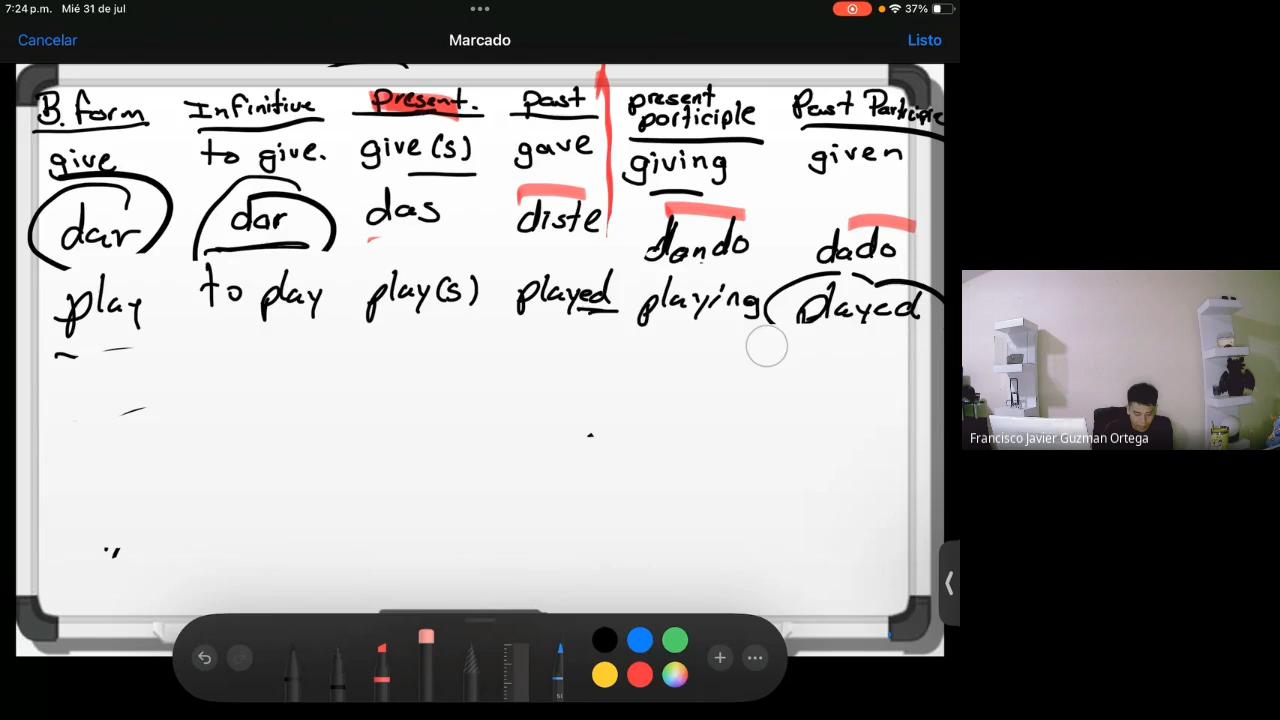 7:24 p.m. Mié 31 de jul
37%
Cancelar
Marcado
Listo
B. form Infinitive present. past present porticiple Past Participle
give to give. give(s) gave giving given
dar dar das diste dando dado
play to play play(s) played playing played
Francisco Javier Guzman Ortega